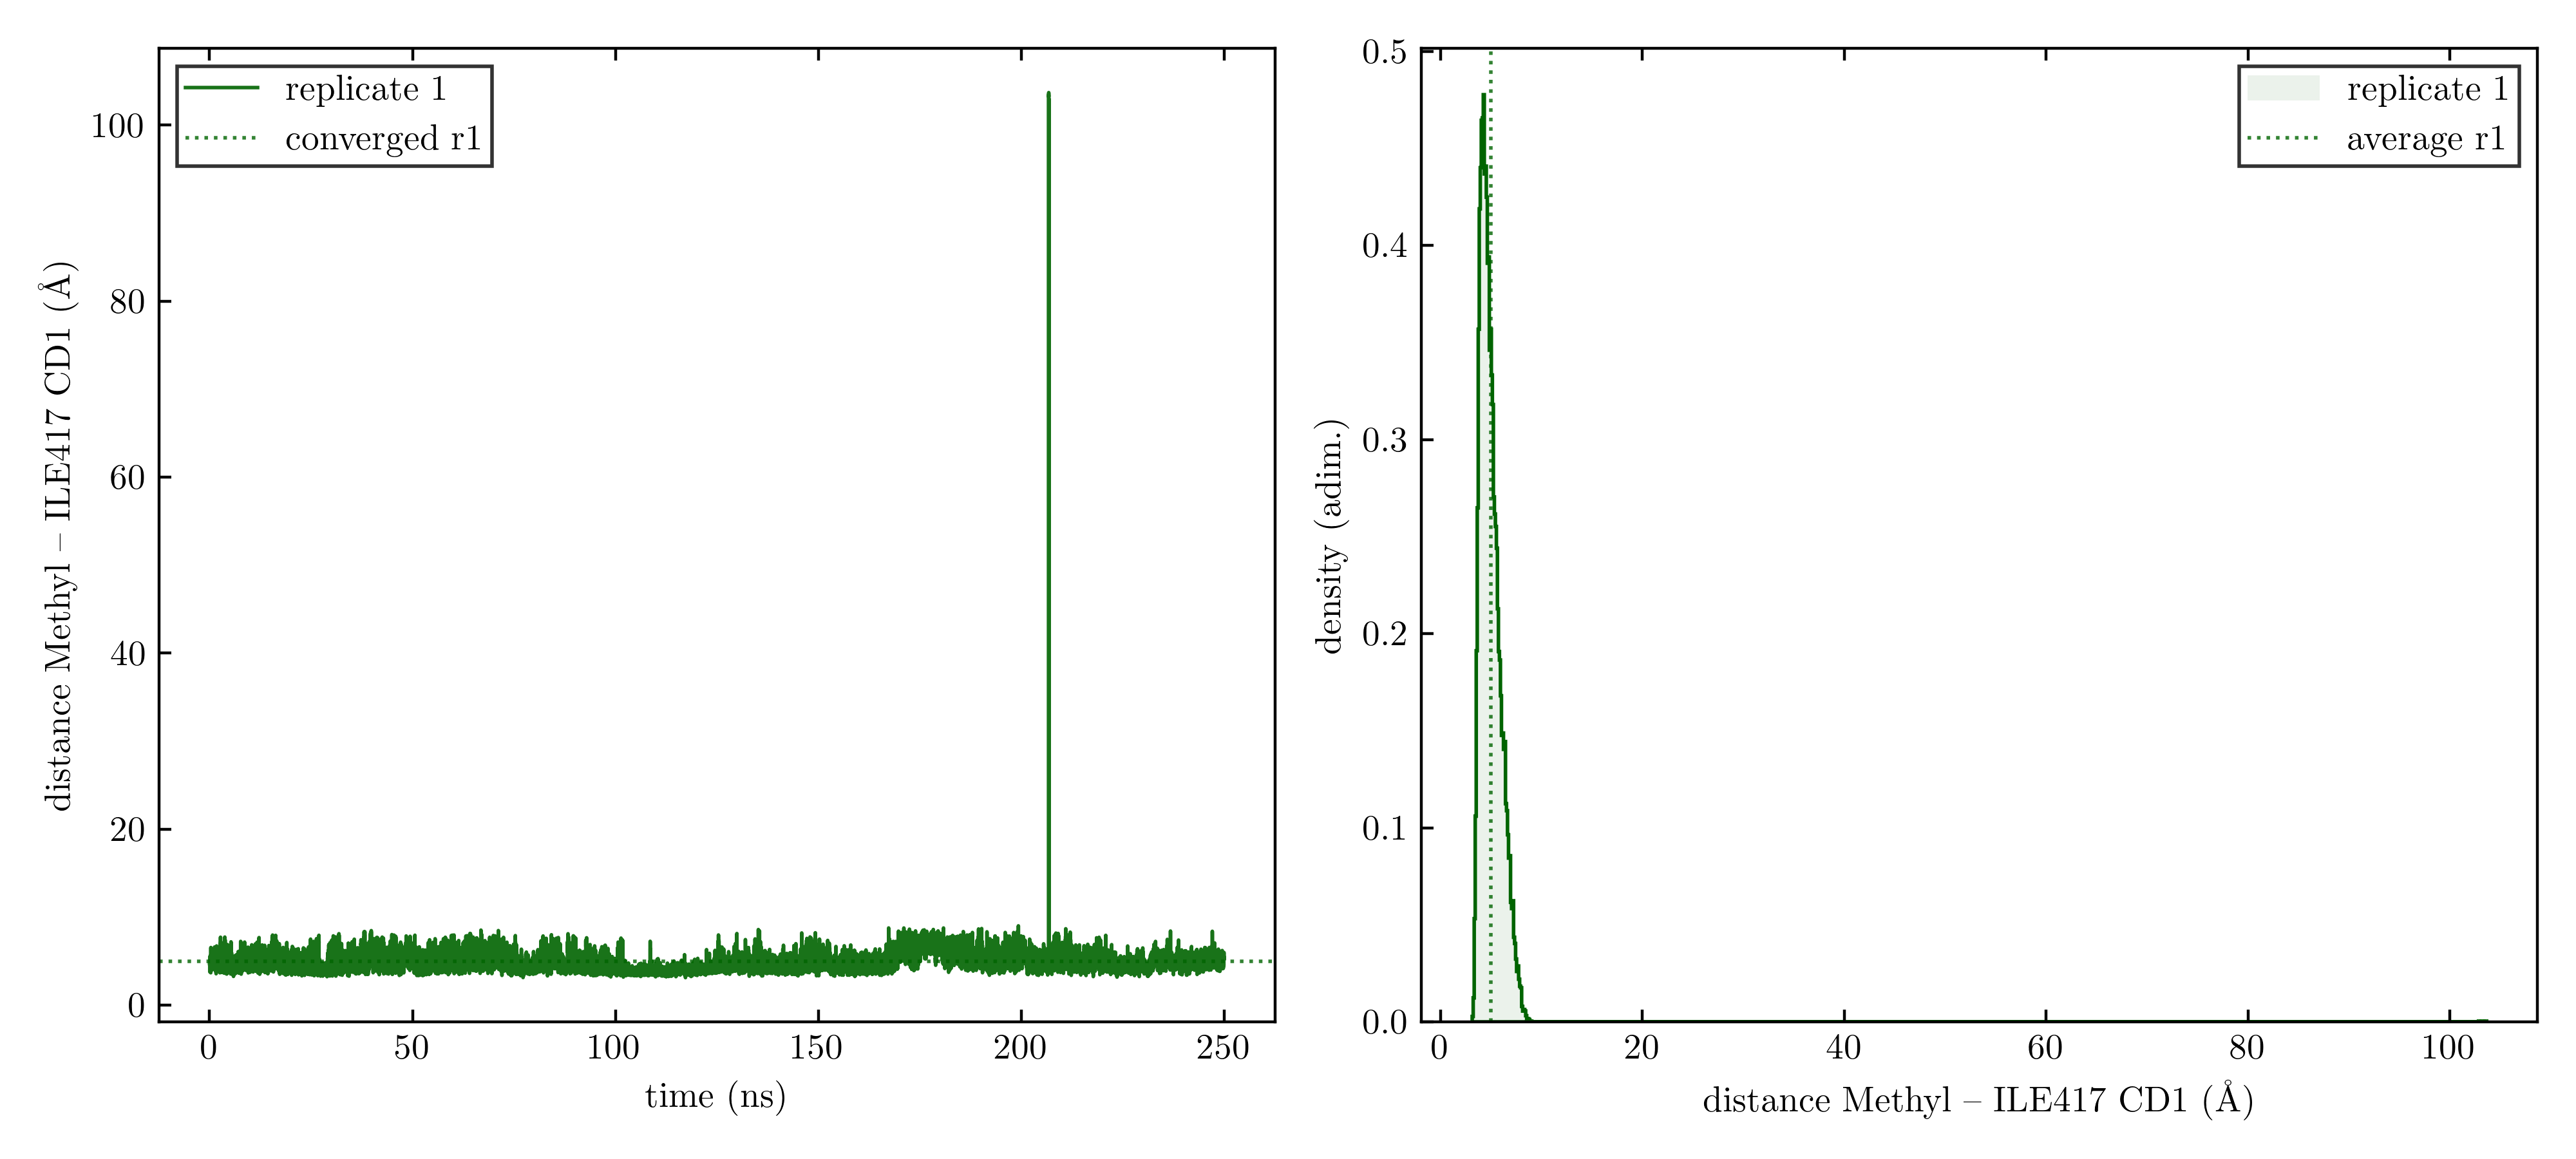 replicate 1
converged r1
distance Methyl – ILE417 CD1 (Å)
100
80
60
40
20
0
0 50 100 150 200 250
time (ns)
replicate 1
average r1
density (adim.)
0.5
0.4
0.3
0.2
0.1
0.0
0 20 40 60 80 100
distance Methyl – ILE417 CD1 (Å)